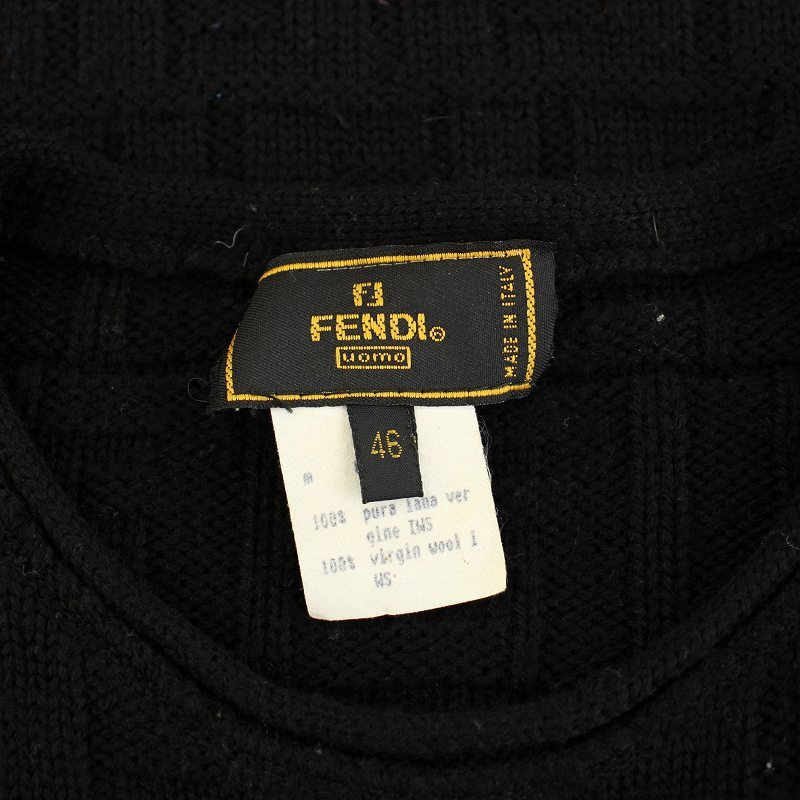 FF
FENDI®
uomo
MADE IN ITALY
46
m
100% pura lana ver
gine IWS
100% virgin wool I
WS